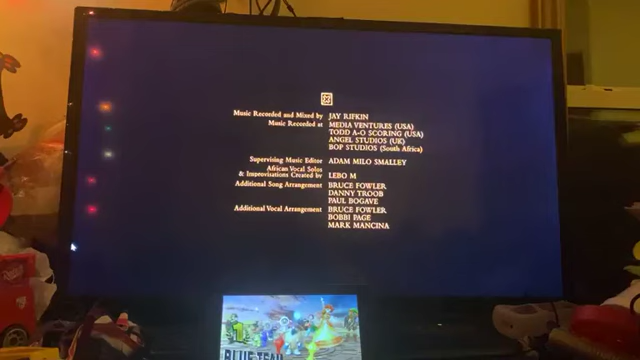 Music Recorded and Mixed by JAY RIFKIN
Music Recorded at MEDIA VENTURES (USA)
TODD A-O SCORING (USA)
ANGEL STUDIOS (UK)
BOP STUDIOS (South Africa)
Supervising Music Editor ADAM MILO SMALLEY
African Vocal Solos
& Improvisations Created by LEBO M
Additional Song Arrangement BRUCE FOWLER
DANNY TROOB
PAUL BOGAVE
Additional Vocal Arrangement BRUCE FOWLER
BOBBI PAGE
MARK MANCINA
BLUE TEAM